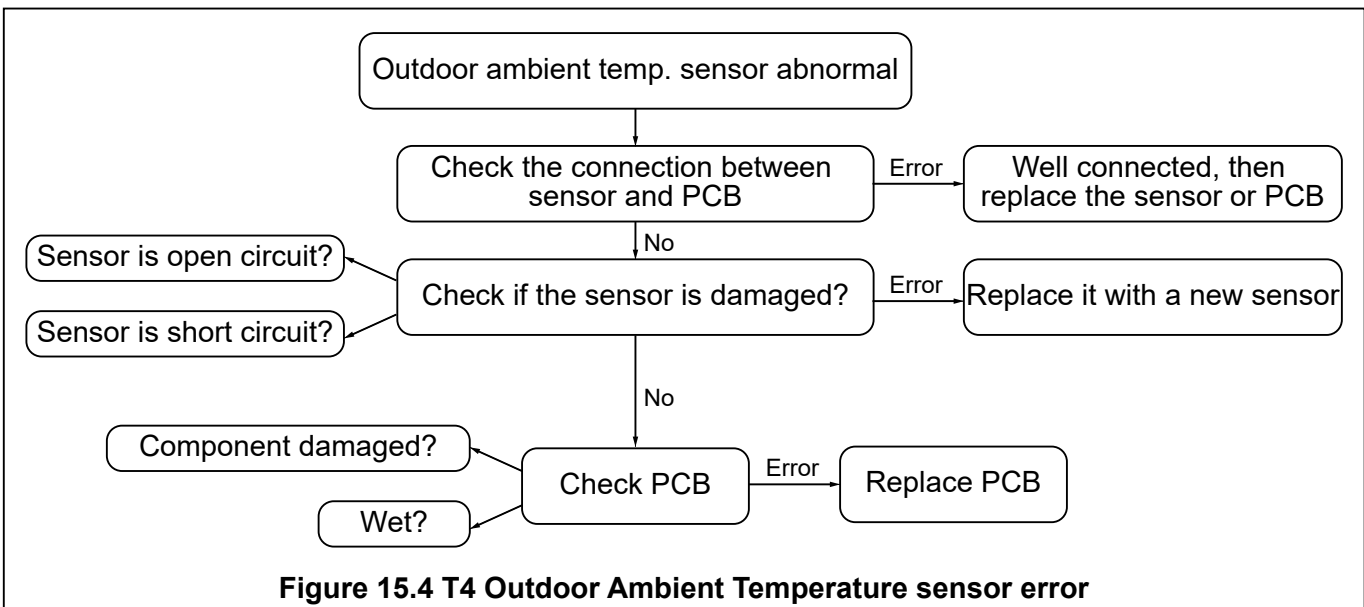 Outdoor ambient temp. sensor abnormal
Check the connection between
sensor and PCB
Error
Well connected, then
replace the sensor or PCB
No
Sensor is open circuit?
Sensor is short circuit?
Check if the sensor is damaged?
Error
Replace it with a new sensor
No
Component damaged?
Wet?
Check PCB
Error
Replace PCB
Figure 15.4 T4 Outdoor Ambient Temperature sensor error